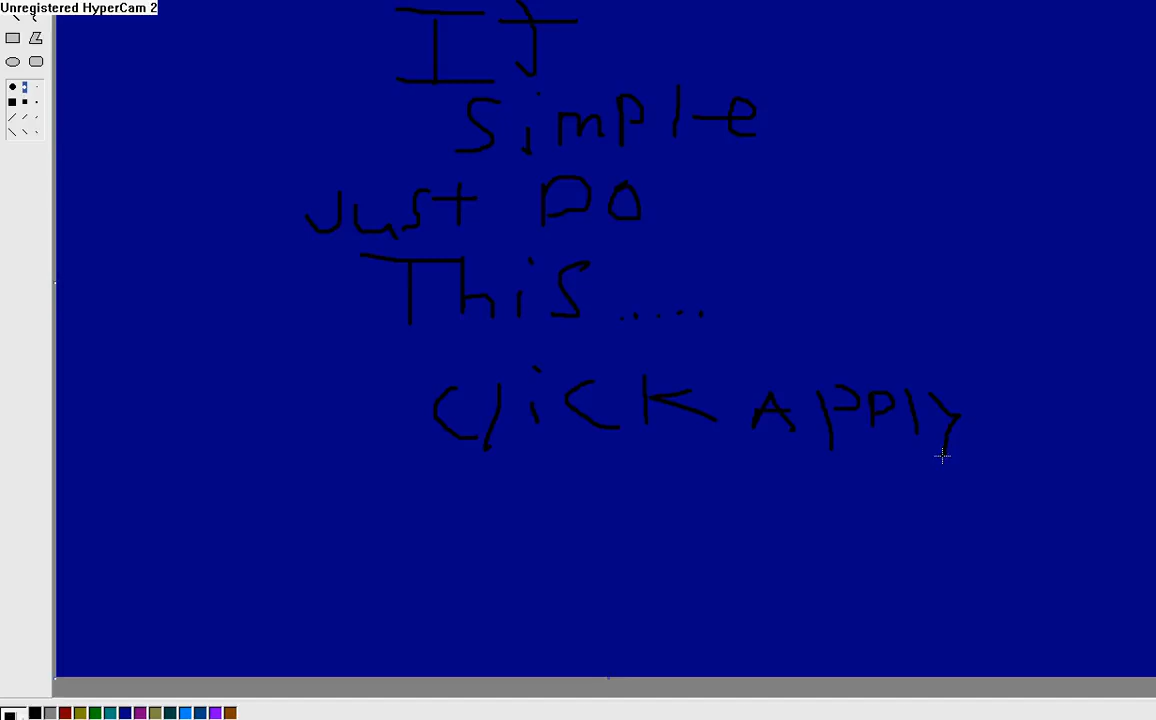 Unregistered HyperCam 2
IT
Simple
Just DO
This.....
Click APPly